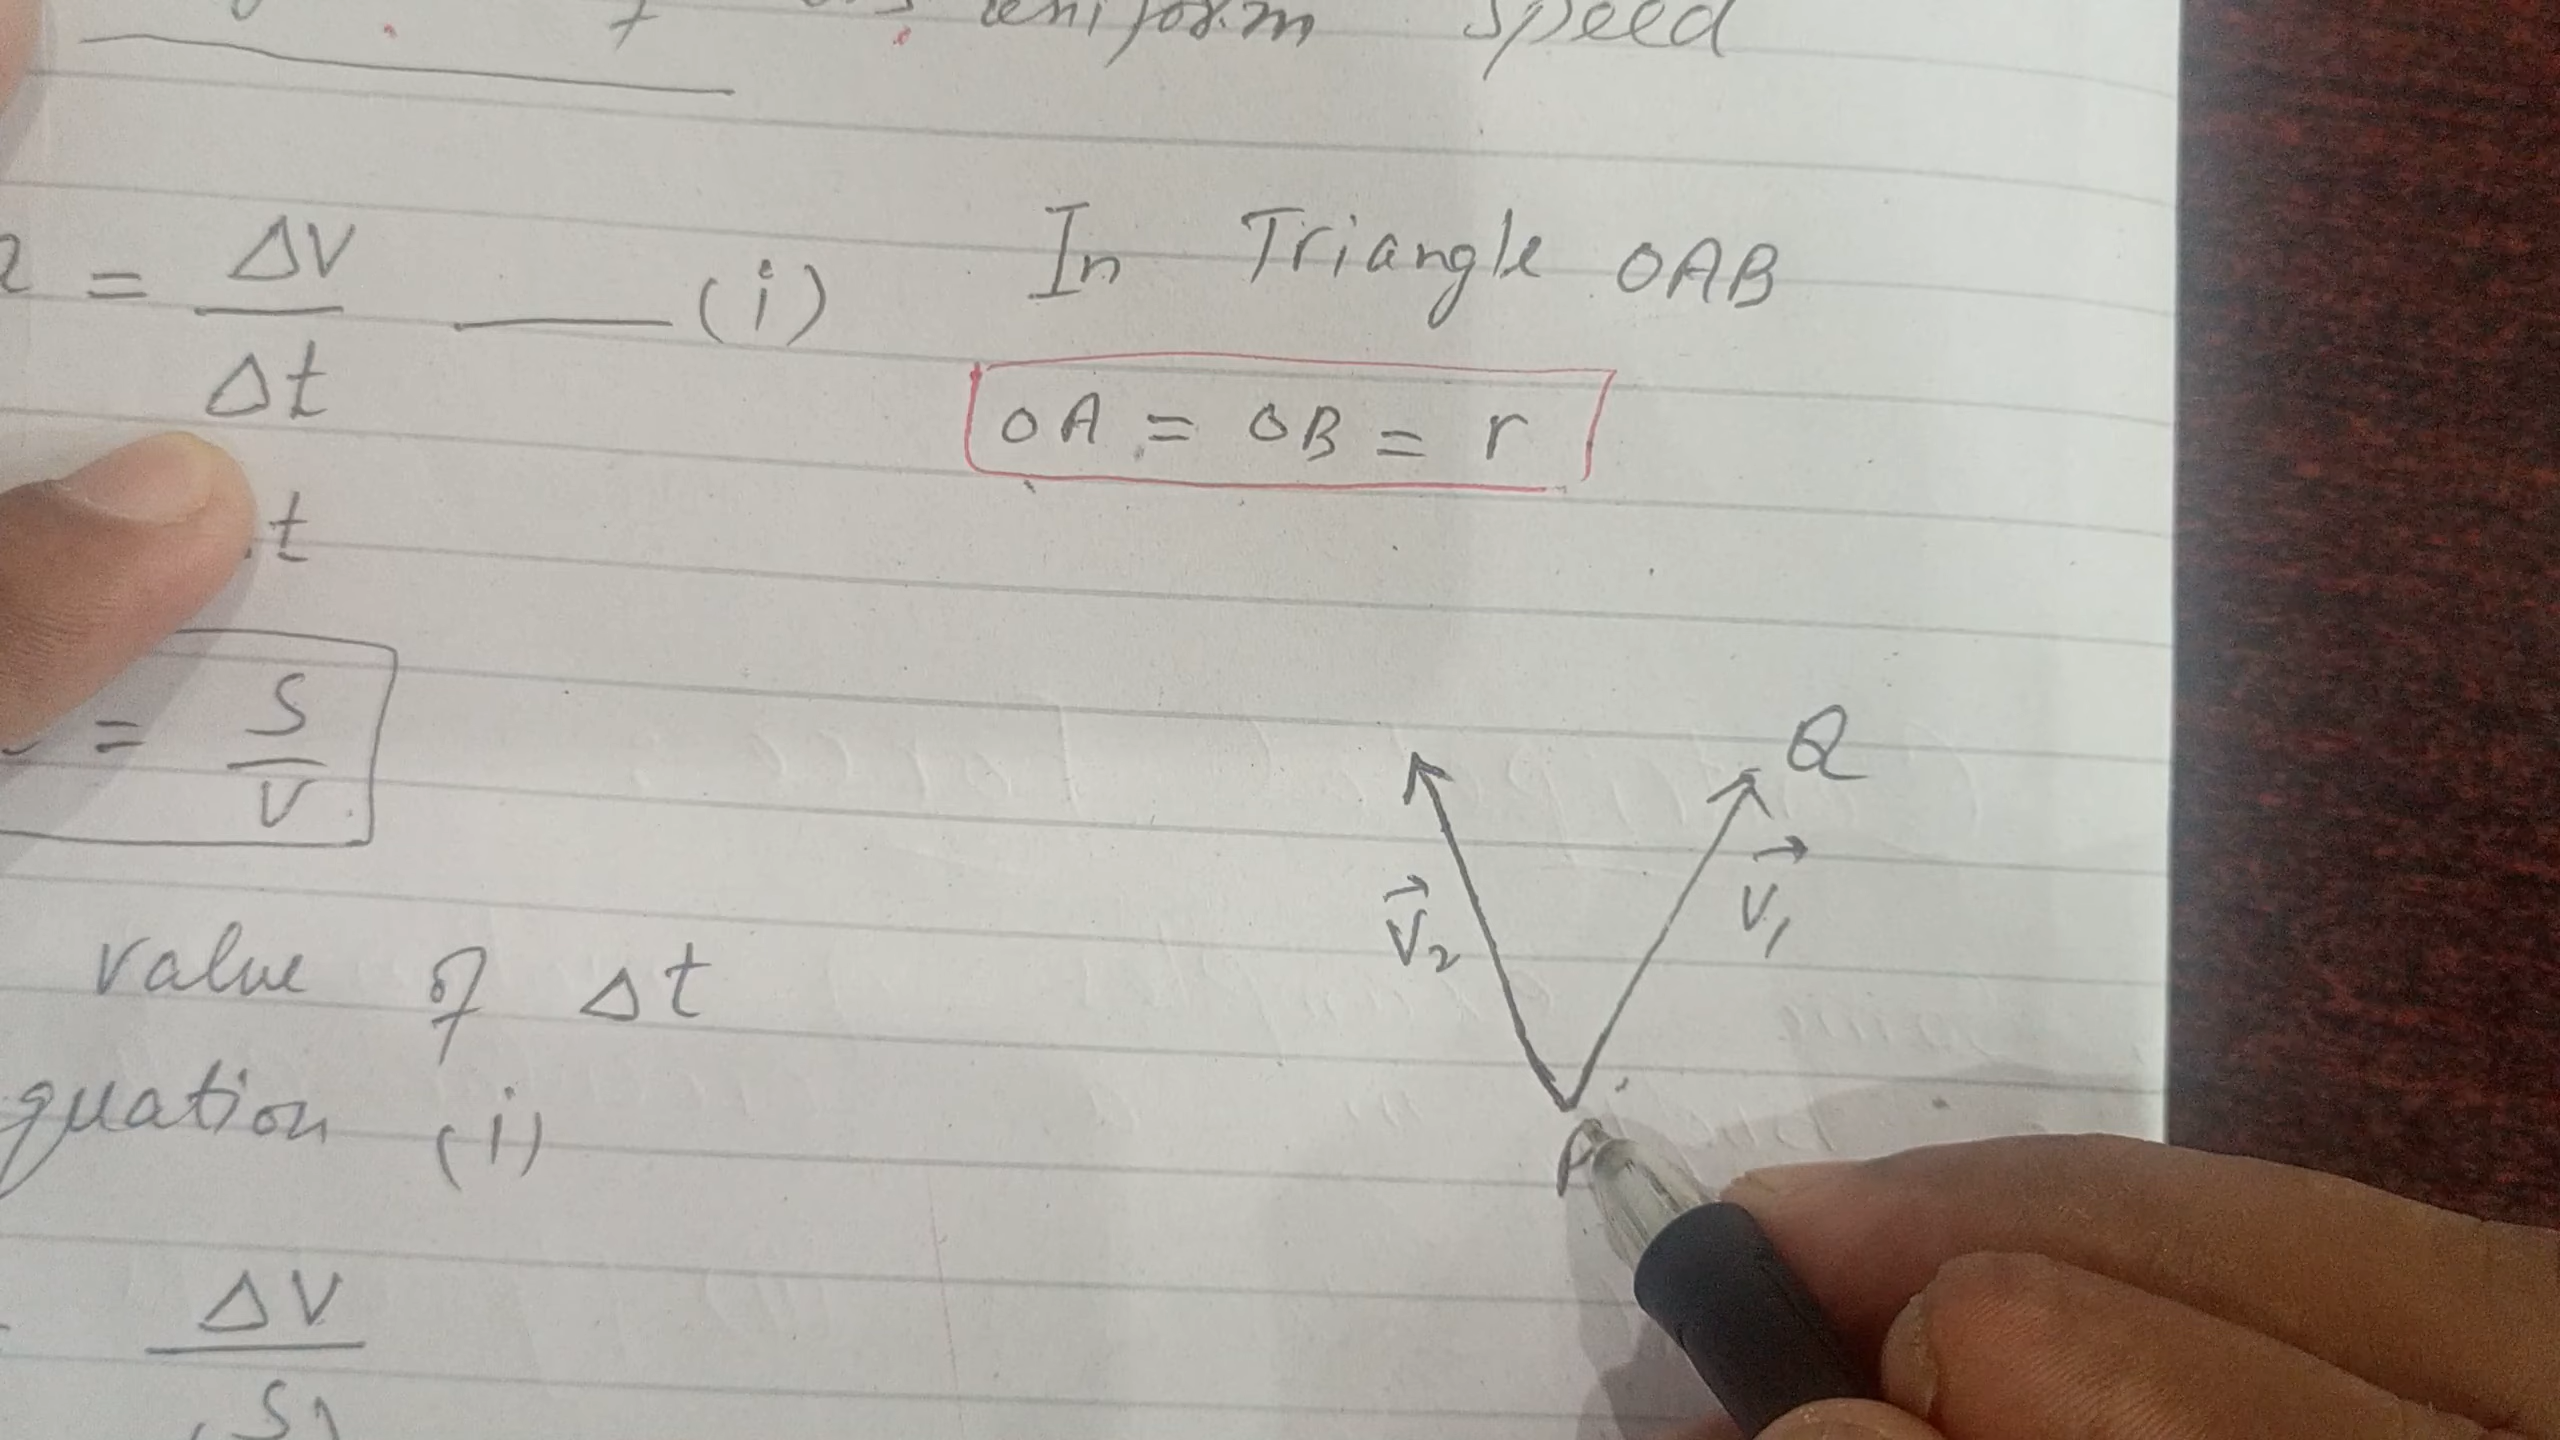 uniform speed
= ΔV / Δt (i)
In Triangle OAB
OA = OB = r
t
= S / V
value of Δt
quation (i)
ΔV
S
Q
V₁
V₂
P